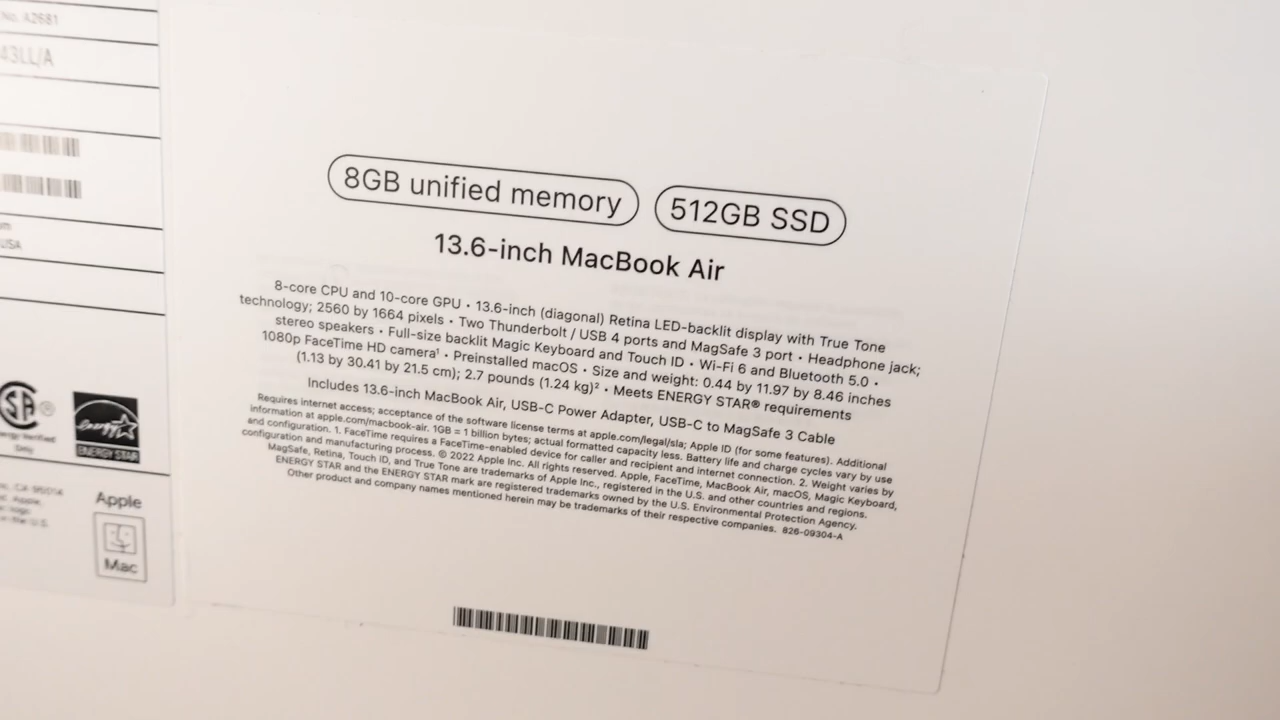 No. A2681
43LL/A
USA
ENERGY STAR
Apple
Mac
8GB unified memory 512GB SSD
13.6-inch MacBook Air
8-core CPU and 10-core GPU • 13.6-inch (diagonal) Retina LED-backlit display with True Tone
technology; 2560 by 1664 pixels • Two Thunderbolt / USB 4 ports and MagSafe 3 port • Headphone jack;
stereo speakers • Full-size backlit Magic Keyboard and Touch ID • Wi-Fi 6 and Bluetooth 5.0 •
1080p FaceTime HD camera¹ • Preinstalled macOS • Size and weight: 0.44 by 11.97 by 8.46 inches
(1.13 by 30.41 by 21.5 cm); 2.7 pounds (1.24 kg)² • Meets ENERGY STAR® requirements
Includes 13.6-inch MacBook Air, USB-C Power Adapter, USB-C to MagSafe 3 Cable
Requires internet access; acceptance of the software license terms at apple.com/legal/sla; Apple ID (for some features). Additional
information at apple.com/macbook-air. 1GB = 1 billion bytes; actual formatted capacity less. Battery life and charge cycles vary by use
and configuration. 1. FaceTime requires a FaceTime-enabled device for caller and recipient and internet connection. 2. Weight varies by
configuration and manufacturing process. © 2022 Apple Inc. All rights reserved. Apple, FaceTime, MacBook Air, macOS, Magic Keyboard,
MagSafe, Retina, Touch ID, and True Tone are trademarks of Apple Inc., registered in the U.S. and other countries and regions.
ENERGY STAR and the ENERGY STAR mark are registered trademarks owned by the U.S. Environmental Protection Agency.
Other product and company names mentioned herein may be trademarks of their respective companies. 826-09304-A